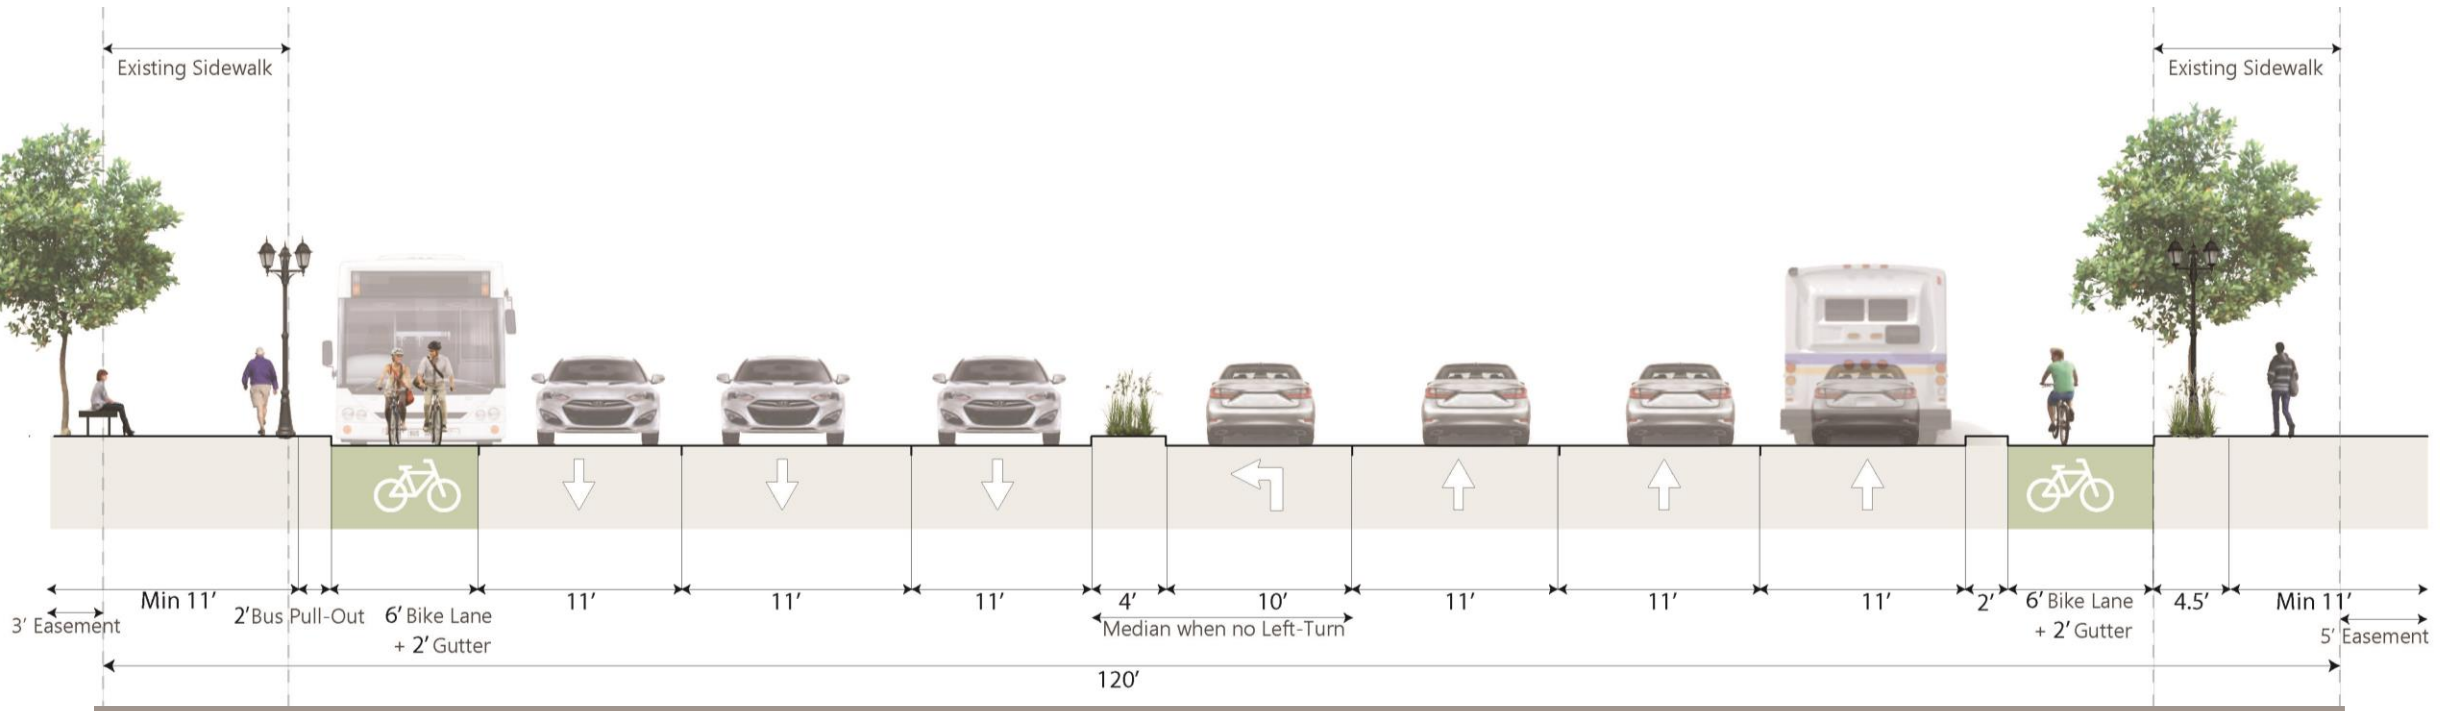 Existing Sidewalk
Existing Sidewalk
Min 11'
2' Bus Pull-Out
6' Bike Lane
+ 2' Gutter
11'
11'
11'
4'
10'
11'
11'
11'
2'
6' Bike Lane
+ 2' Gutter
4.5'
Min 11'
3' Easement
Median when no Left-Turn
5' Easement
120'